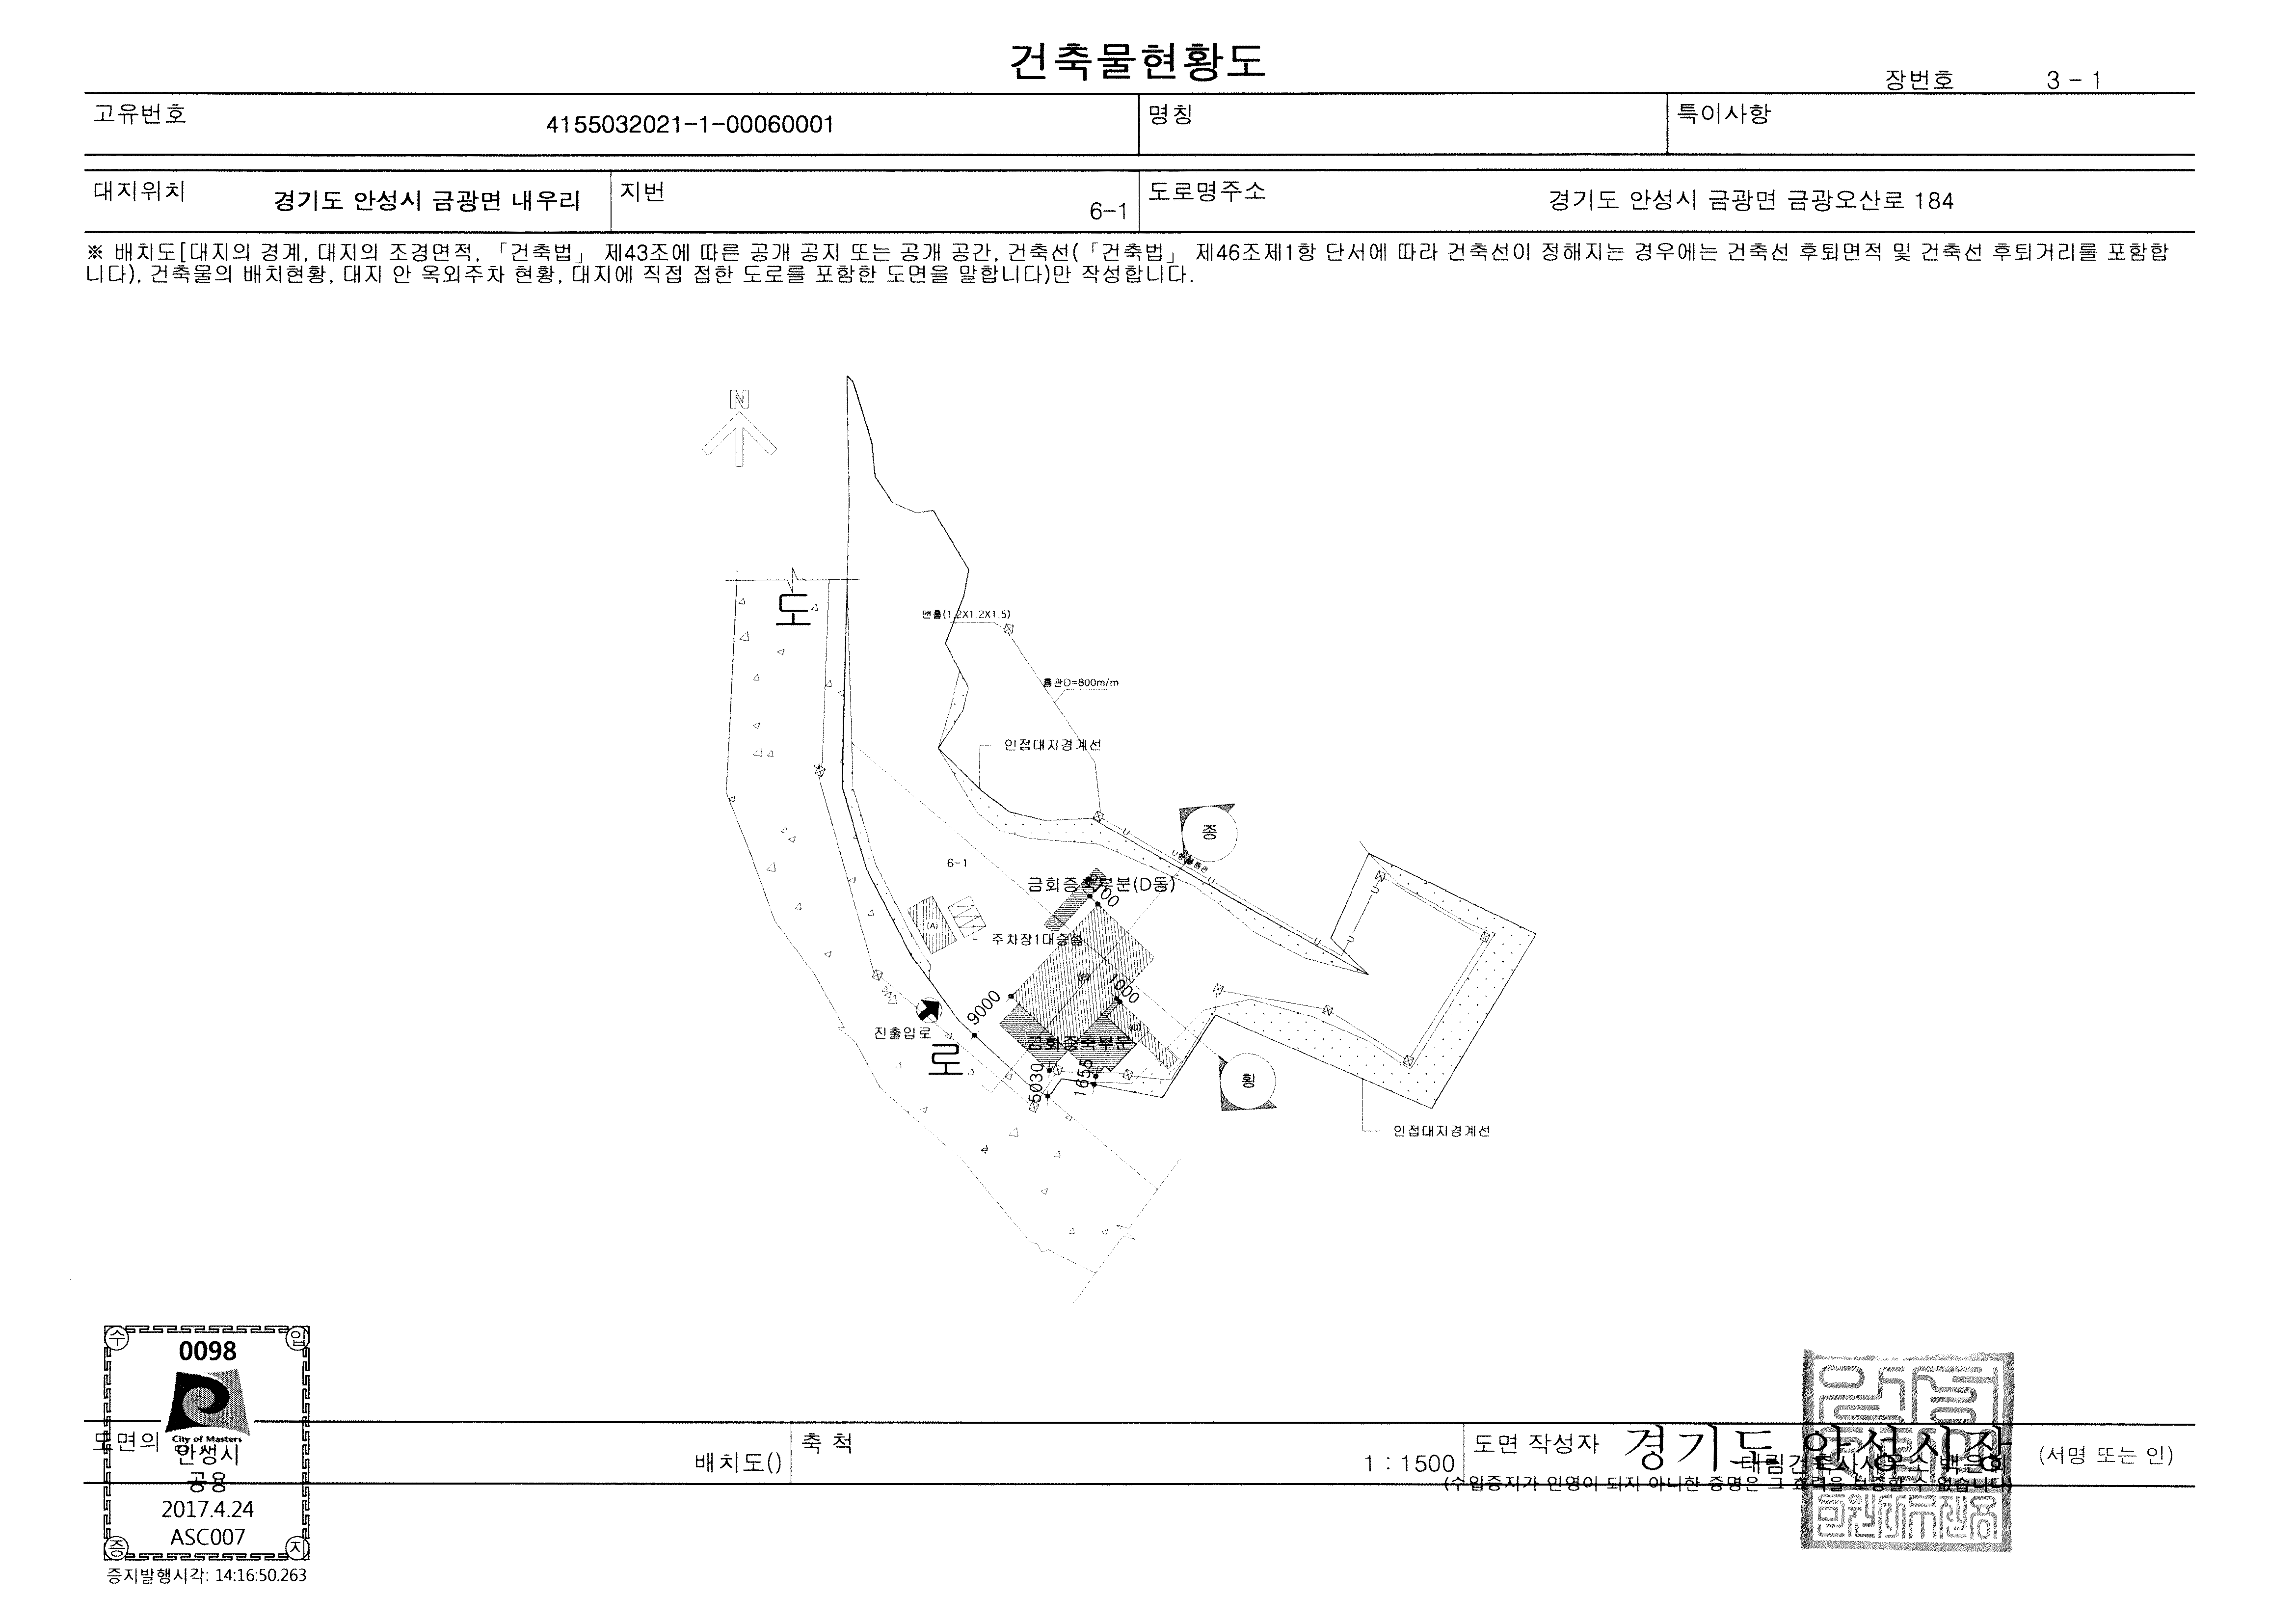 건축물현황도
장번호 3 - 1
고유번호 4155032021-1-00060001 명칭 특이사항
대지위치 경기도 안성시 금광면 내우리 지번 6-1 도로명주소 경기도 안성시 금광면 금광오산로 184
※ 배치도[대지의 경계, 대지의 조경면적, 「건축법」 제43조에 따른 공개 공지 또는 공개 공간, 건축선(「건축법」 제46조제1항 단서에 따라 건축선이 정해지는 경우에는 건축선 후퇴면적 및 건축선 후퇴거리를 포함합
니다), 건축물의 배치현황, 대지 안 옥외주차 현황, 대지에 직접 접한 도로를 포함한 도면을 말합니다)만 작성합니다.
N
도
맨홀(1.2X1.2X1.5)
흄관D=800m/m
인접대지경계선
종
6-1
금회증축부분(D동)
(A)
주차장1대증설
1000
9000
진출입로
로
금회증축부분
5030
1655
횡
인접대지경계선
수 입
0098
City of Masters
안성시
공용
2017.4.24
ASC007
증 지
증지발행시각: 14:16:50.263
도면의
배치도()
축 척 1 : 1500
도면 작성자 경기도 안성시장 (서명 또는 인)
대림건축사사무소
(수입증지가 인영이 되지 아니한 증명은 그 효력을 보증할 수 없습니다)